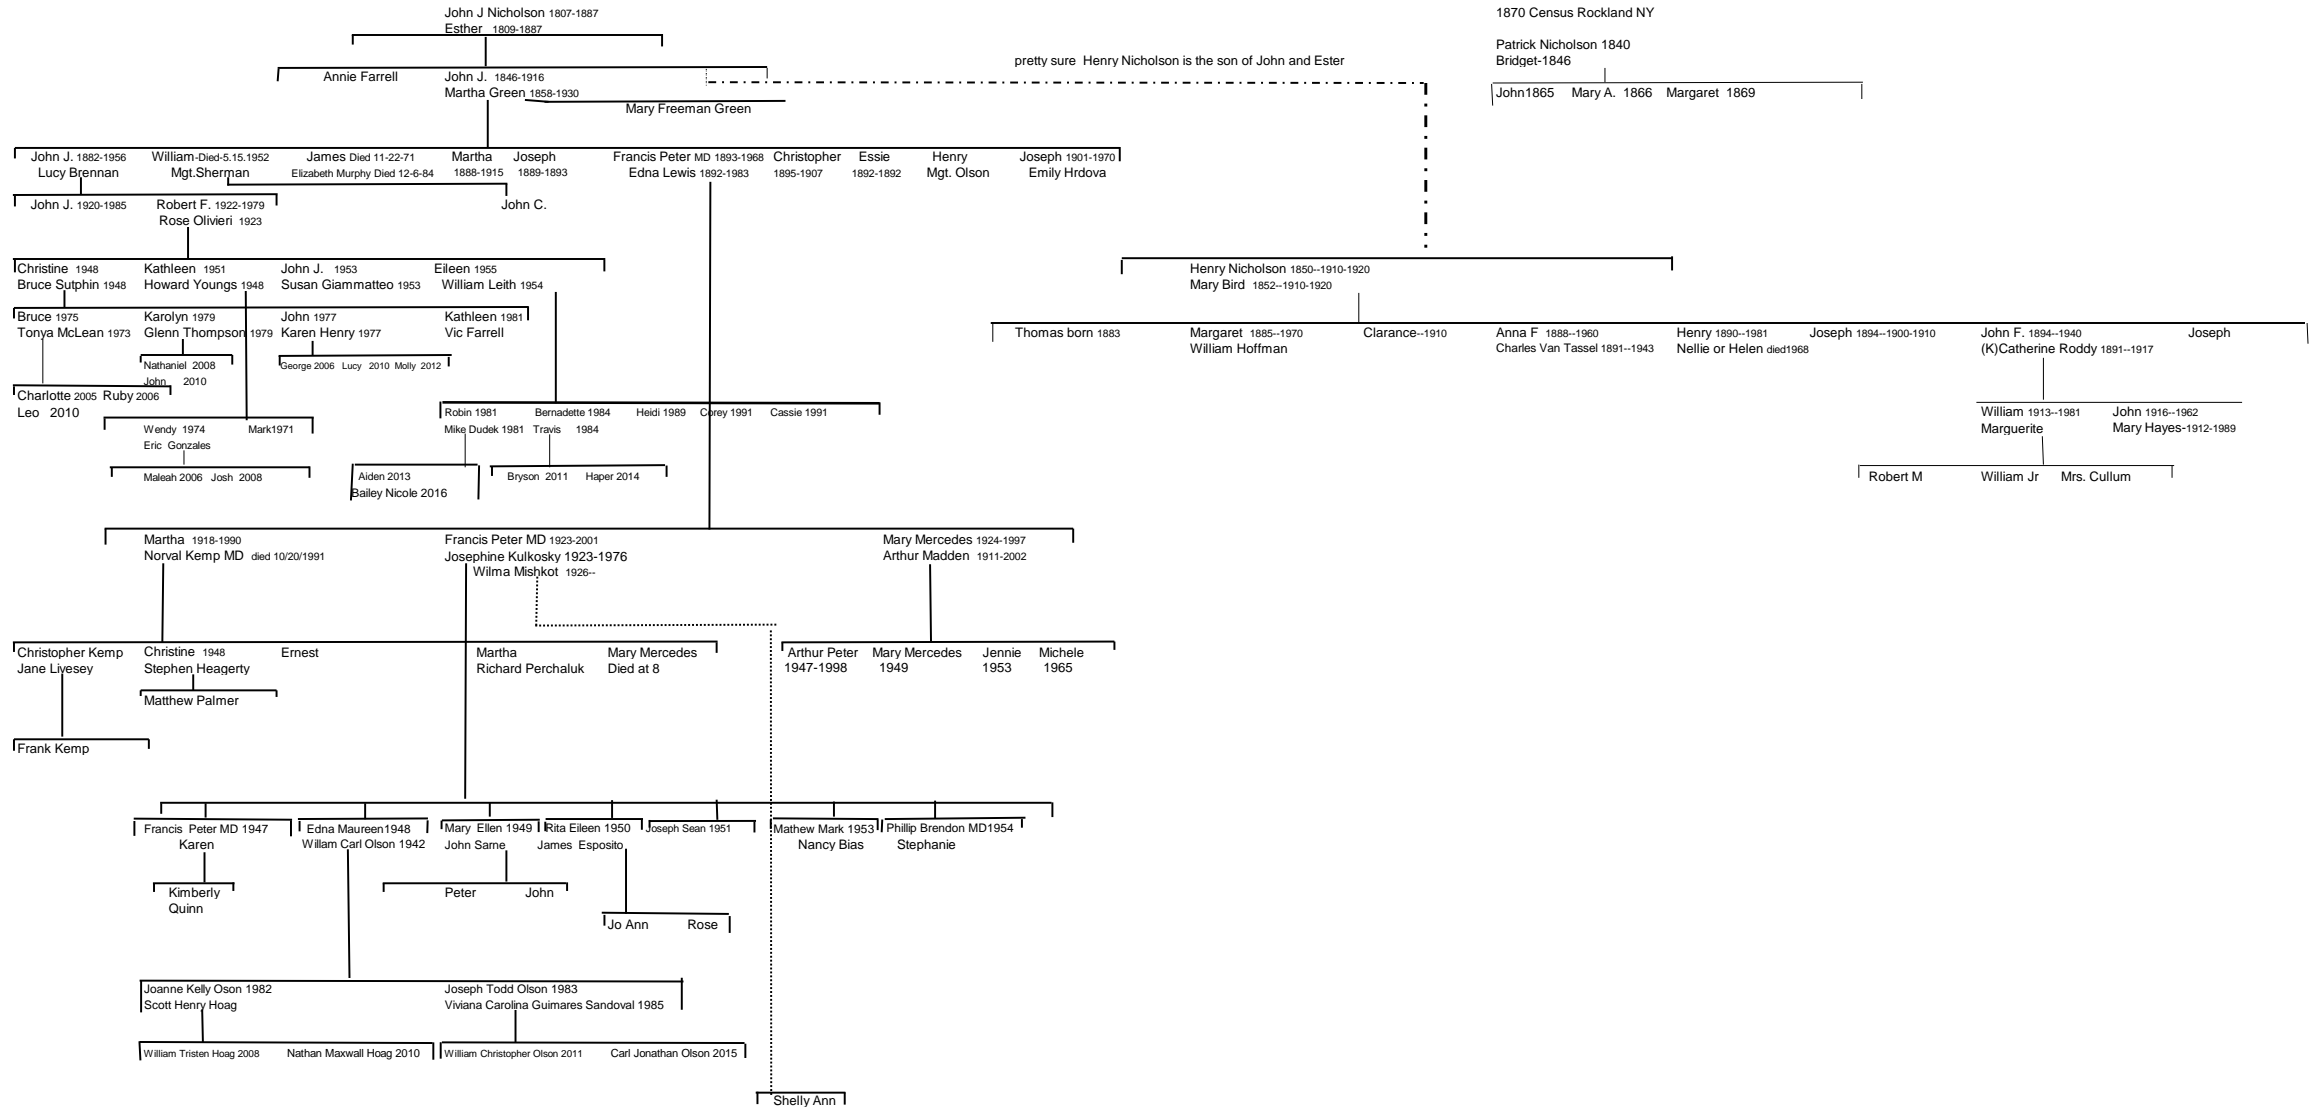 John J Nicholson 1807-1887
Esther 1809-1887
1870 Census Rockland NY
Patrick Nicholson 1840
Bridget-1846
John1865 Mary A. 1866 Margaret 1869
pretty sure Henry Nicholson is the son of John and Ester
Annie Farrell John J. 1846-1916
Martha Green 1858-1930
Mary Freeman Green
John J. 1882-1956 William-Died-5.15.1952 James Died 11-22-71 Martha Joseph Francis Peter MD 1893-1968 Christopher Essie Henry Joseph 1901-1970
Lucy Brennan Mgt.Sherman Elizabeth Murphy Died 12-6-84 1888-1915 1889-1893 Edna Lewis 1892-1983 1895-1907 1892-1892 Mgt. Olson Emily Hrdova
John J. 1920-1985 Robert F. 1922-1979 John C.
Rose Olivieri 1923
Christine 1948 Kathleen 1951 John J. 1953 Eileen 1955
Bruce Sutphin 1948 Howard Youngs 1948 Susan Giammatteo 1953 William Leith 1954
Henry Nicholson 1850--1910-1920
Mary Bird 1852--1910-1920
Bruce 1975 Karolyn 1979 John 1977 Kathleen 1981
Tonya McLean 1973 Glenn Thompson 1979 Karen Henry 1977 Vic Farrell
Thomas born 1883 Margaret 1885--1970 Clarance--1910 Anna F 1888--1960 Henry 1890--1981 Joseph 1894--1900-1910 John F. 1894--1940 Joseph
William Hoffman Charles Van Tassel 1891--1943 Nellie or Helen died1968 (K)Catherine Roddy 1891--1917
Nathaniel 2008 George 2006 Lucy 2010 Molly 2012
John 2010
Charlotte 2005 Ruby 2006
Leo 2010
Robin 1981 Bernadette 1984 Heidi 1989 Corey 1991 Cassie 1991
Mike Dudek 1981 Travis 1984
William 1913--1981 John 1916--1962
Marguerite Mary Hayes-1912-1989
Wendy 1974 Mark1971
Eric Gonzales
Maleah 2006 Josh 2008
Aiden 2013 Bryson 2011 Haper 2014
Bailey Nicole 2016
Robert M William Jr Mrs. Cullum
Martha 1918-1990 Francis Peter MD 1923-2001 Mary Mercedes 1924-1997
Norval Kemp MD died 10/20/1991 Josephine Kulkosky 1923-1976 Arthur Madden 1911-2002
Wilma Mishkot 1926--
Christopher Kemp Christine 1948 Ernest Martha Mary Mercedes Arthur Peter Mary Mercedes Jennie Michele
Jane Livesey Stephen Heagerty Richard Perchaluk Died at 8 1947-1998 1949 1953 1965
Matthew Palmer
Frank Kemp
Francis Peter MD 1947 Edna Maureen1948 Mary Ellen 1949 Rita Eileen 1950 Joseph Sean 1951 Mathew Mark 1953 Phillip Brendon MD1954
Karen Willam Carl Olson 1942 John Sarne James Esposito Nancy Bias Stephanie
Kimberly Peter John
Quinn
Jo Ann Rose
Joanne Kelly Oson 1982 Joseph Todd Olson 1983
Scott Henry Hoag Viviana Carolina Guimares Sandoval 1985
William Tristen Hoag 2008 Nathan Maxwall Hoag 2010 William Christopher Olson 2011 Carl Jonathan Olson 2015
Shelly Ann